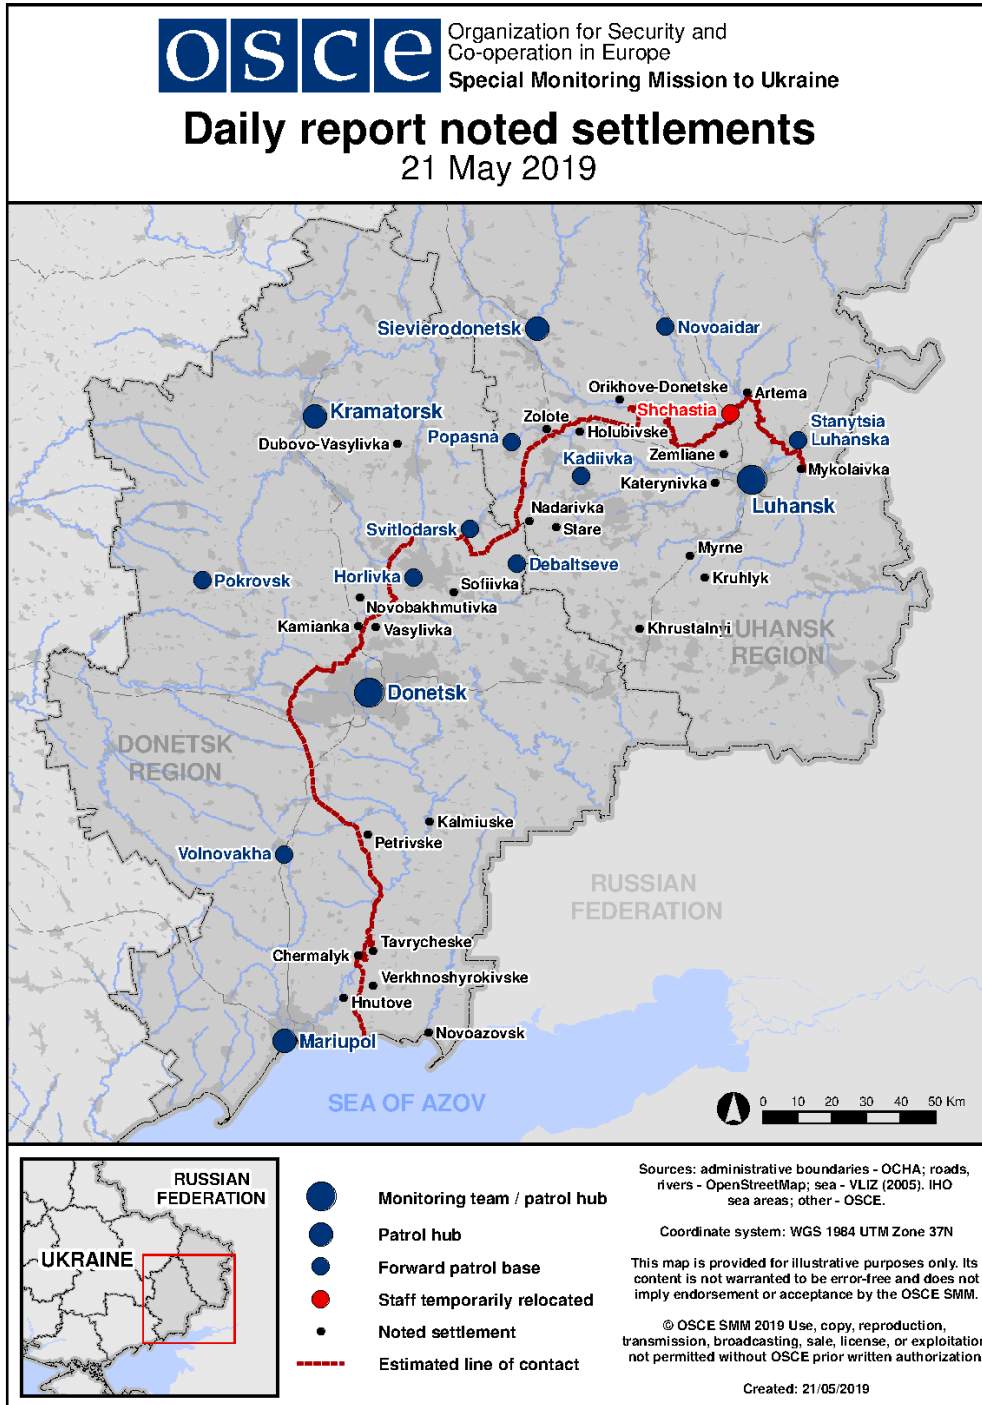 osce
Organization for Security and
Co-operation in Europe
Special Monitoring Mission to Ukraine
Daily report noted settlements
21 May 2019
Sievierodonetsk
Novoaidar
Orikhove-Donetske
Artema
Kramatorsk
Shchastia
Zolote
Stanytsia
Luhanska
Dubovo-Vasylivka
Popasna
Holubivske
Zemliane
Kadiivka
Mykolaivka
Katerynivka
Luhansk
Nadarivka
Svitlodarsk
Stare
Myrne
Debaltseve
Pokrovsk
Horlivka
Sofiivka
Kruhlyk
Novobakhmutivka
Kamianka
Vasylivka
Khrustalnyi
LUHANSK
REGION
Donetsk
DONETSK
REGION
Kalmiuske
Petrivske
Volnovakha
RUSSIAN
FEDERATION
Tavrycheske
Chermalyk
Verkhnoshyrokivske
Hnutove
Novoazovsk
Mariupol
SEA OF AZOV
0 10 20 30 40 50 Km
RUSSIAN
FEDERATION
UKRAINE
Monitoring team / patrol hub
Patrol hub
Forward patrol base
Staff temporarily relocated
Noted settlement
Estimated line of contact
Sources: administrative boundaries - OCHA; roads,
rivers - OpenStreetMap; sea - VLIZ (2005). IHO
sea areas; other - OSCE.
Coordinate system: WGS 1984 UTM Zone 37N
This map is provided for illustrative purposes only. Its
content is not warranted to be error-free and does not
imply endorsement or acceptance by the OSCE SMM.
© OSCE SMM 2019 Use, copy, reproduction,
transmission, broadcasting, sale, license, or exploitation
not permitted without OSCE prior written authorization
Created: 21/05/2019